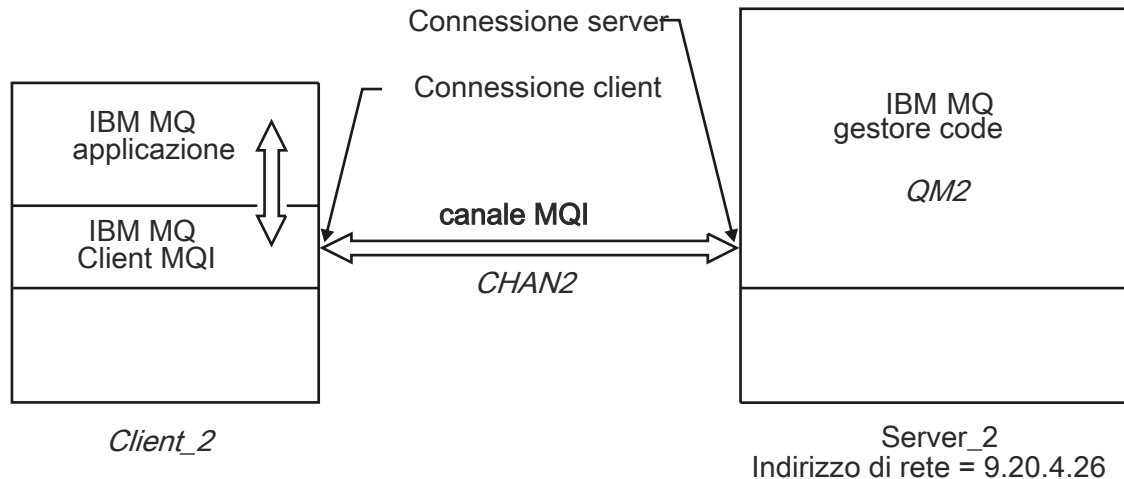 Connessione server
Connessione client
IBM MQ
applicazione
IBM MQ
Client MQI
canale MQI
CHAN2
IBM MQ
gestore code
QM2
Client_2
Server_2
Indirizzo di rete = 9.20.4.26